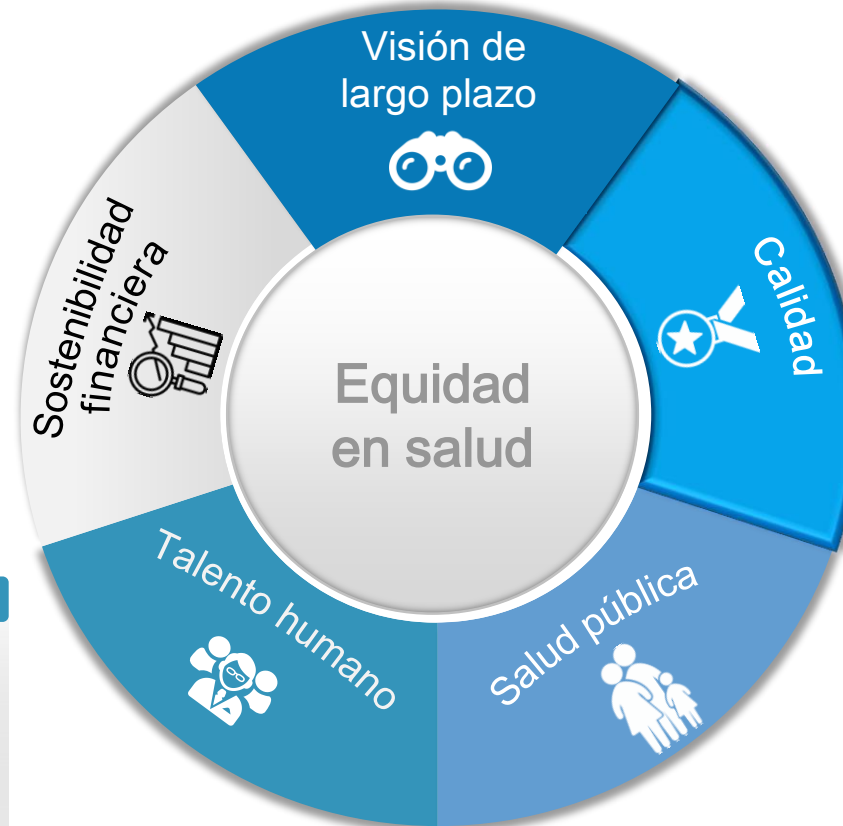 Visión de
largo plazo
Calidad
Salud pública
Talento humano
Sostenibilidad
financiera
Equidad
en salud